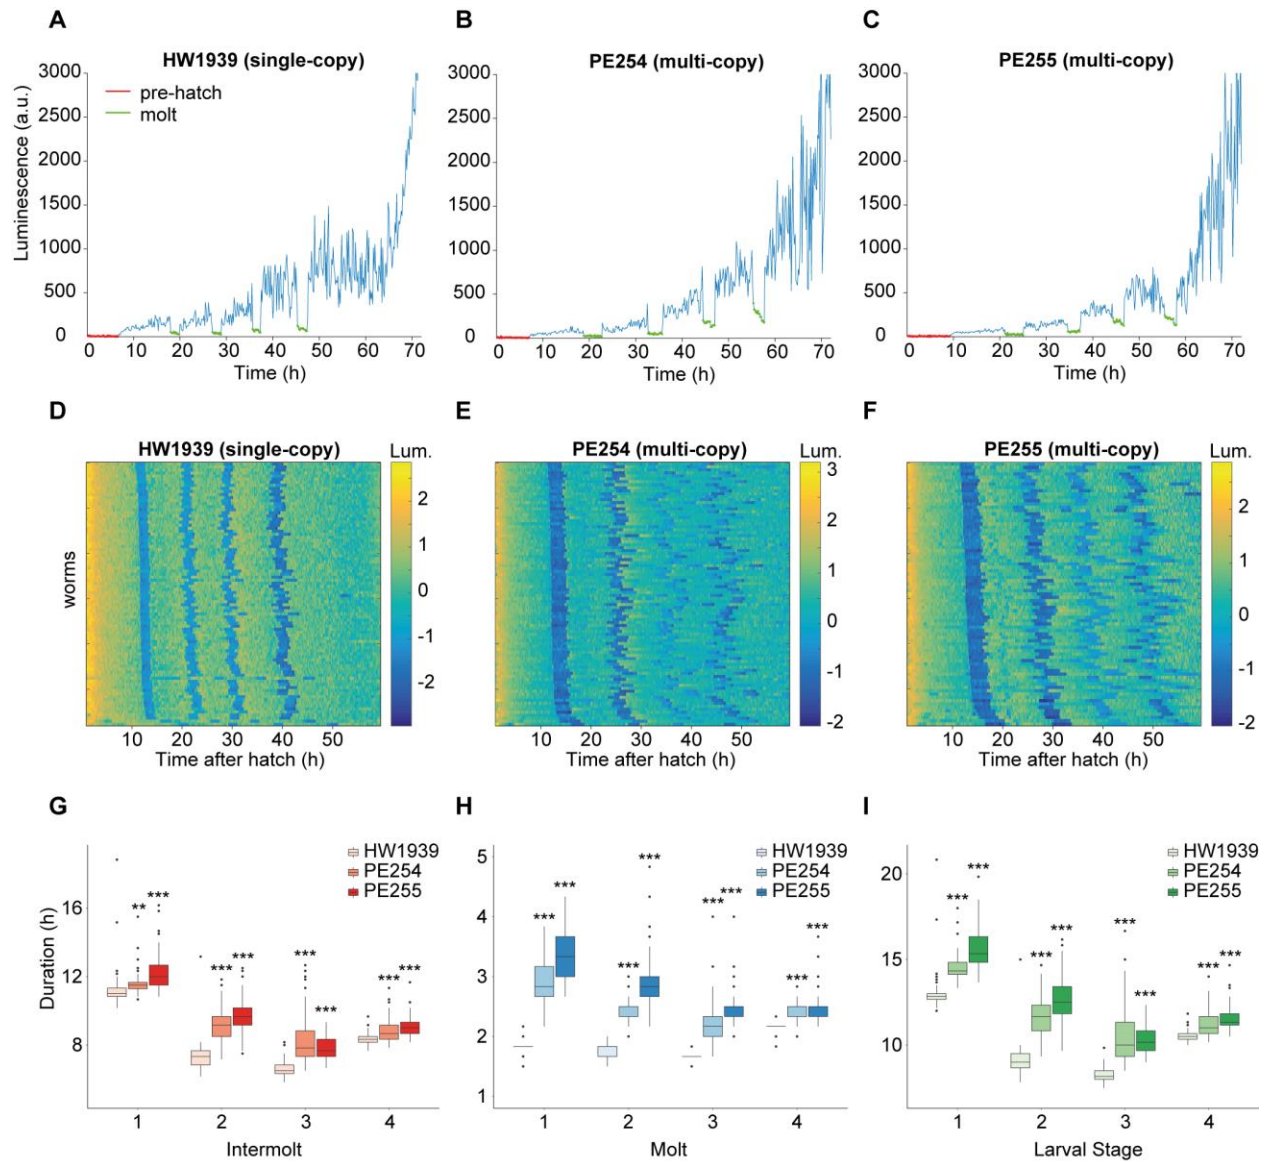 A
HW1939 (single-copy)
3000
2500
2000
1500
1000
500
0
Luminescence (a.u.)
pre-hatch
molt
0 10 20 30 40 50 60 70
Time (h)
B
PE254 (multi-copy)
3000
2500
2000
1500
1000
500
0
0 10 20 30 40 50 60 70
Time (h)
C
PE255 (multi-copy)
3000
2500
2000
1500
1000
500
0
0 10 20 30 40 50 60 70
Time (h)
D
HW1939 (single-copy)
Lum.
2
1
0
-1
-2
worms
10 20 30 40 50
Time after hatch (h)
E
PE254 (multi-copy)
Lum.
3
2
1
0
-1
-2
10 20 30 40 50
Time after hatch (h)
F
PE255 (multi-copy)
Lum.
2
1
0
-1
-2
10 20 30 40 50
Time after hatch (h)
G
HW1939
PE254
PE255
16
12
8
Duration (h)
** *** *** *** *** *** *** ***
1 2 3 4
Intermolt
H
HW1939
PE254
PE255
5
4
3
2
1
*** *** *** *** *** *** *** ***
1 2 3 4
Molt
I
HW1939
PE254
PE255
20
15
10
*** *** *** *** *** *** *** ***
1 2 3 4
Larval Stage